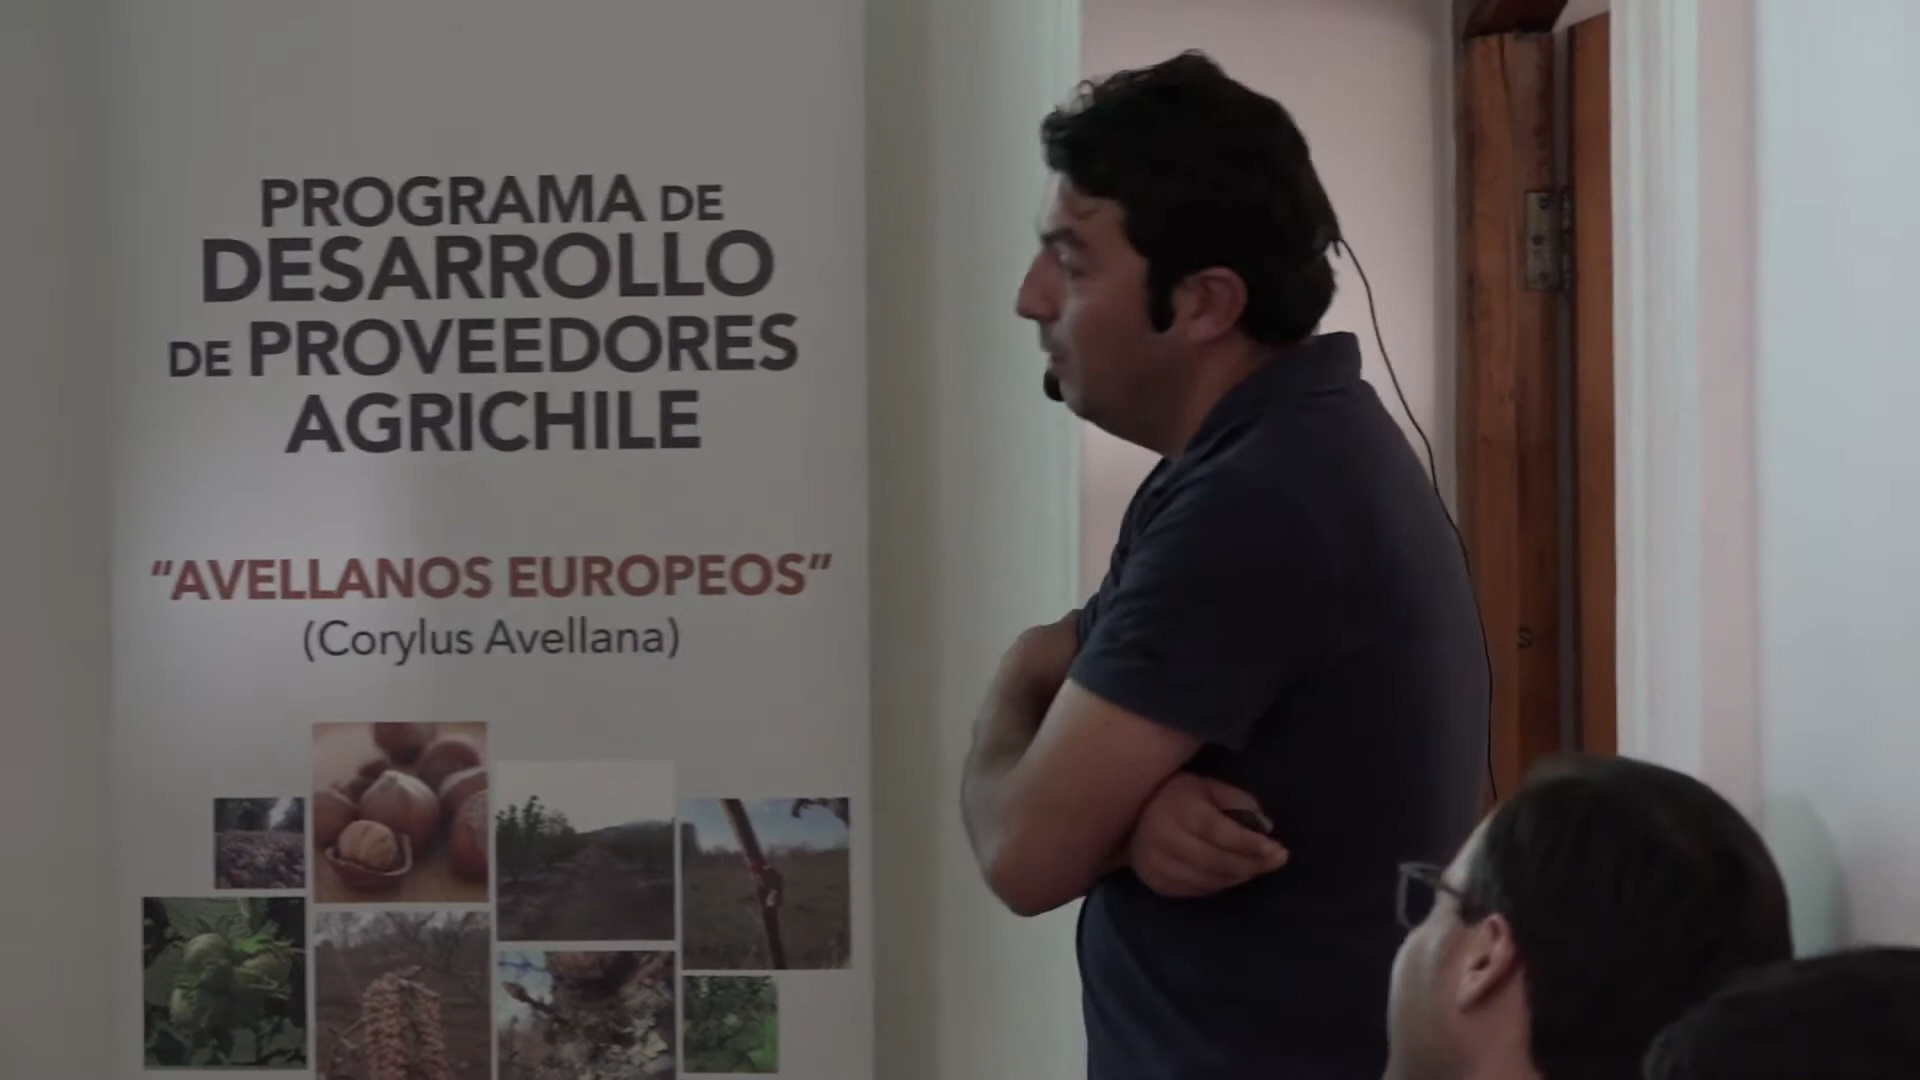 PROGRAMA DE
DESARROLLO
DE PROVEEDORES
AGRICHILE
“AVELLANOS EUROPEOS”
(Corylus Avellana)